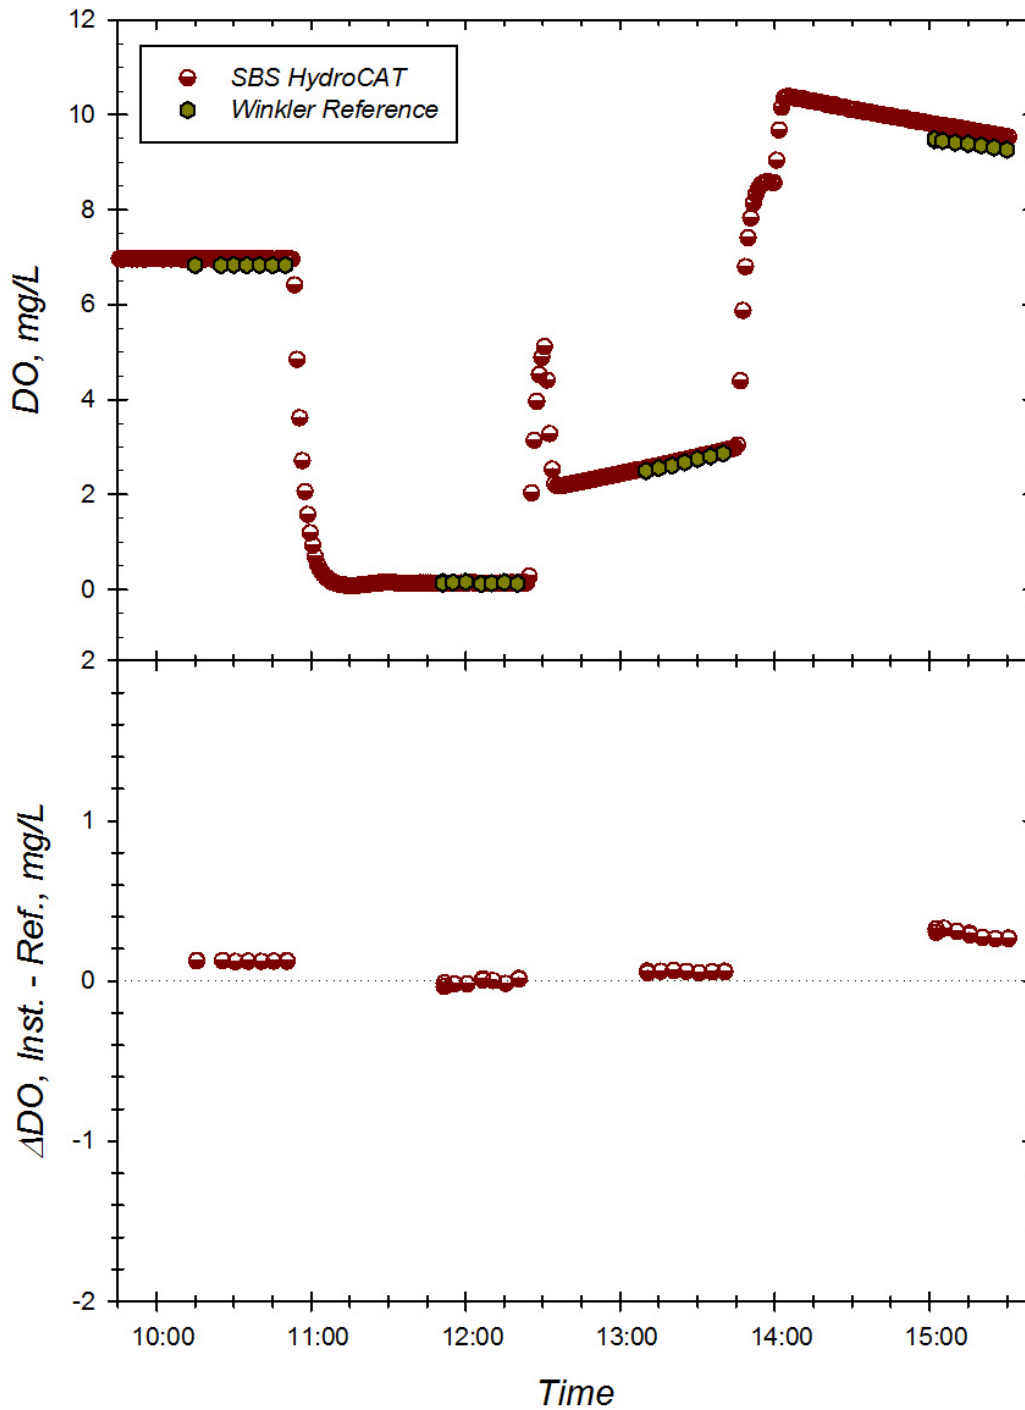 12
SBS HydroCAT
Winkler Reference
10
8
6
4
2
0
DO, mg/L
2
1
0
-1
-2
ΔDO, Inst. - Ref., mg/L
10:00 11:00 12:00 13:00 14:00 15:00
Time